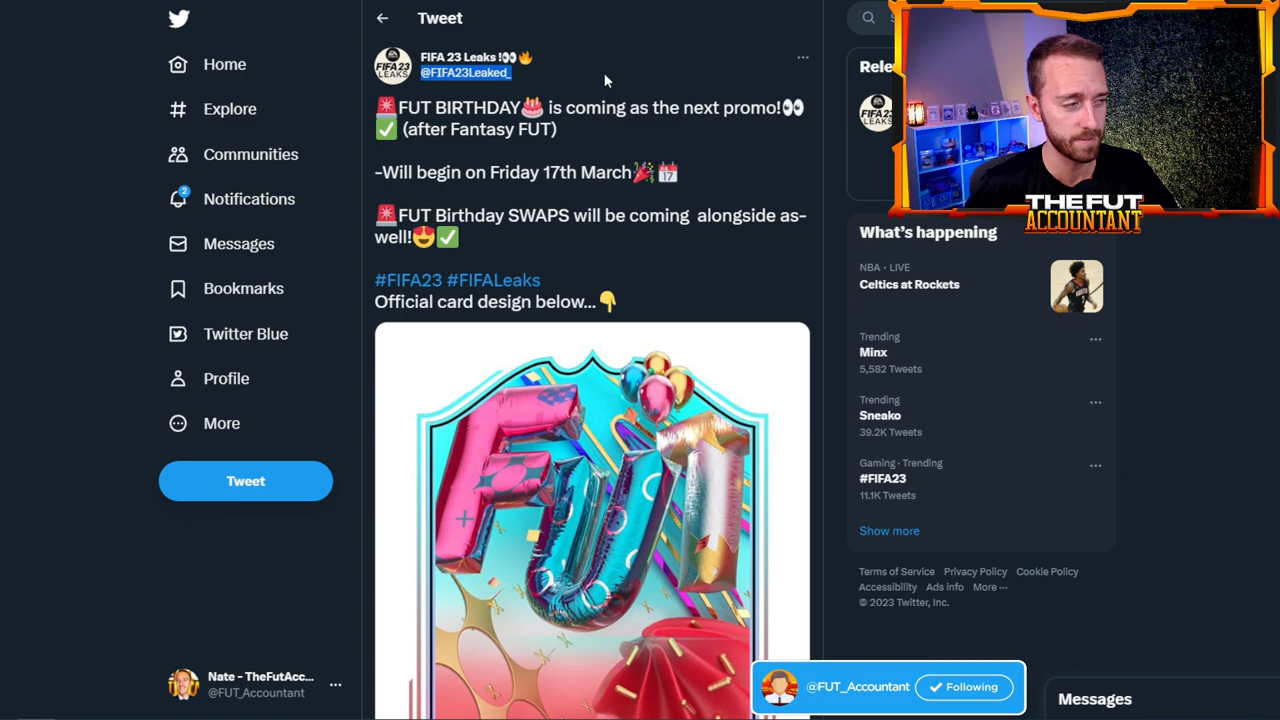 Tweet
Home
Explore
Communities
2
Notifications
Messages
Bookmarks
Twitter Blue
Profile
More
Tweet
Nate - TheFutAcc...
@FUT_Accountant
FIFA 23 Leaks !👀🔥
@FIFA23Leaked_
FIFA 23
LEAKS
🚨FUT BIRTHDAY🎂 is coming as the next promo!👀
✅ (after Fantasy FUT)
-Will begin on Friday 17th March🎉📅
🚨FUT Birthday SWAPS will be coming alongside as-
well!😍✅
#FIFA23 #FIFALeaks
Official card design below...👇
FUT
Rele
THE FUT
ACCOUNTANT
What's happening
NBA · LIVE
Celtics at Rockets
Trending
Minx
5,582 Tweets
Trending
Sneako
39.2K Tweets
Gaming · Trending
#FIFA23
11.1K Tweets
Show more
Terms of Service Privacy Policy Cookie Policy
Accessibility Ads info More ···
© 2023 Twitter, Inc.
@FUT_Accountant
Following
Messages